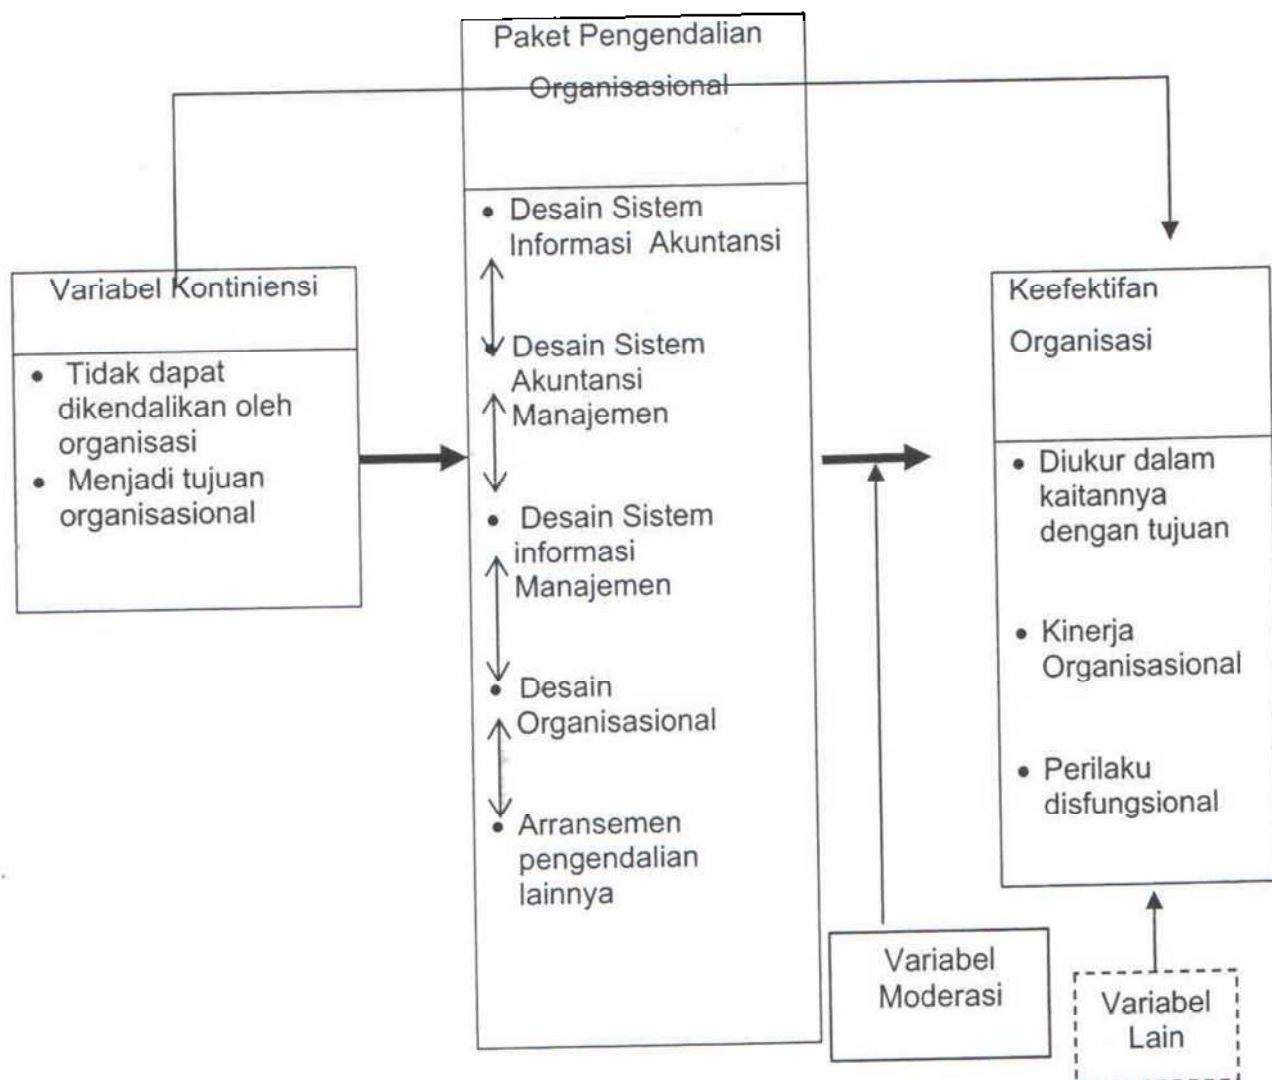 Paket Pengendalian
Organisasional
• Desain Sistem
Informasi Akuntansi
• Desain Sistem
Akuntansi
Manajemen
• Desain Sistem
informasi
Manajemen
• Desain
Organisasional
• Arransemen
pengendalian
lainnya
Variabel Kontiniensi
• Tidak dapat
dikendalikan oleh
organisasi
• Menjadi tujuan
organisasional
Keefektifan
Organisasi
• Diukur dalam
kaitannya
dengan tujuan
• Kinerja
Organisasional
• Perilaku
disfungsional
Variabel
Moderasi
Variabel
Lain